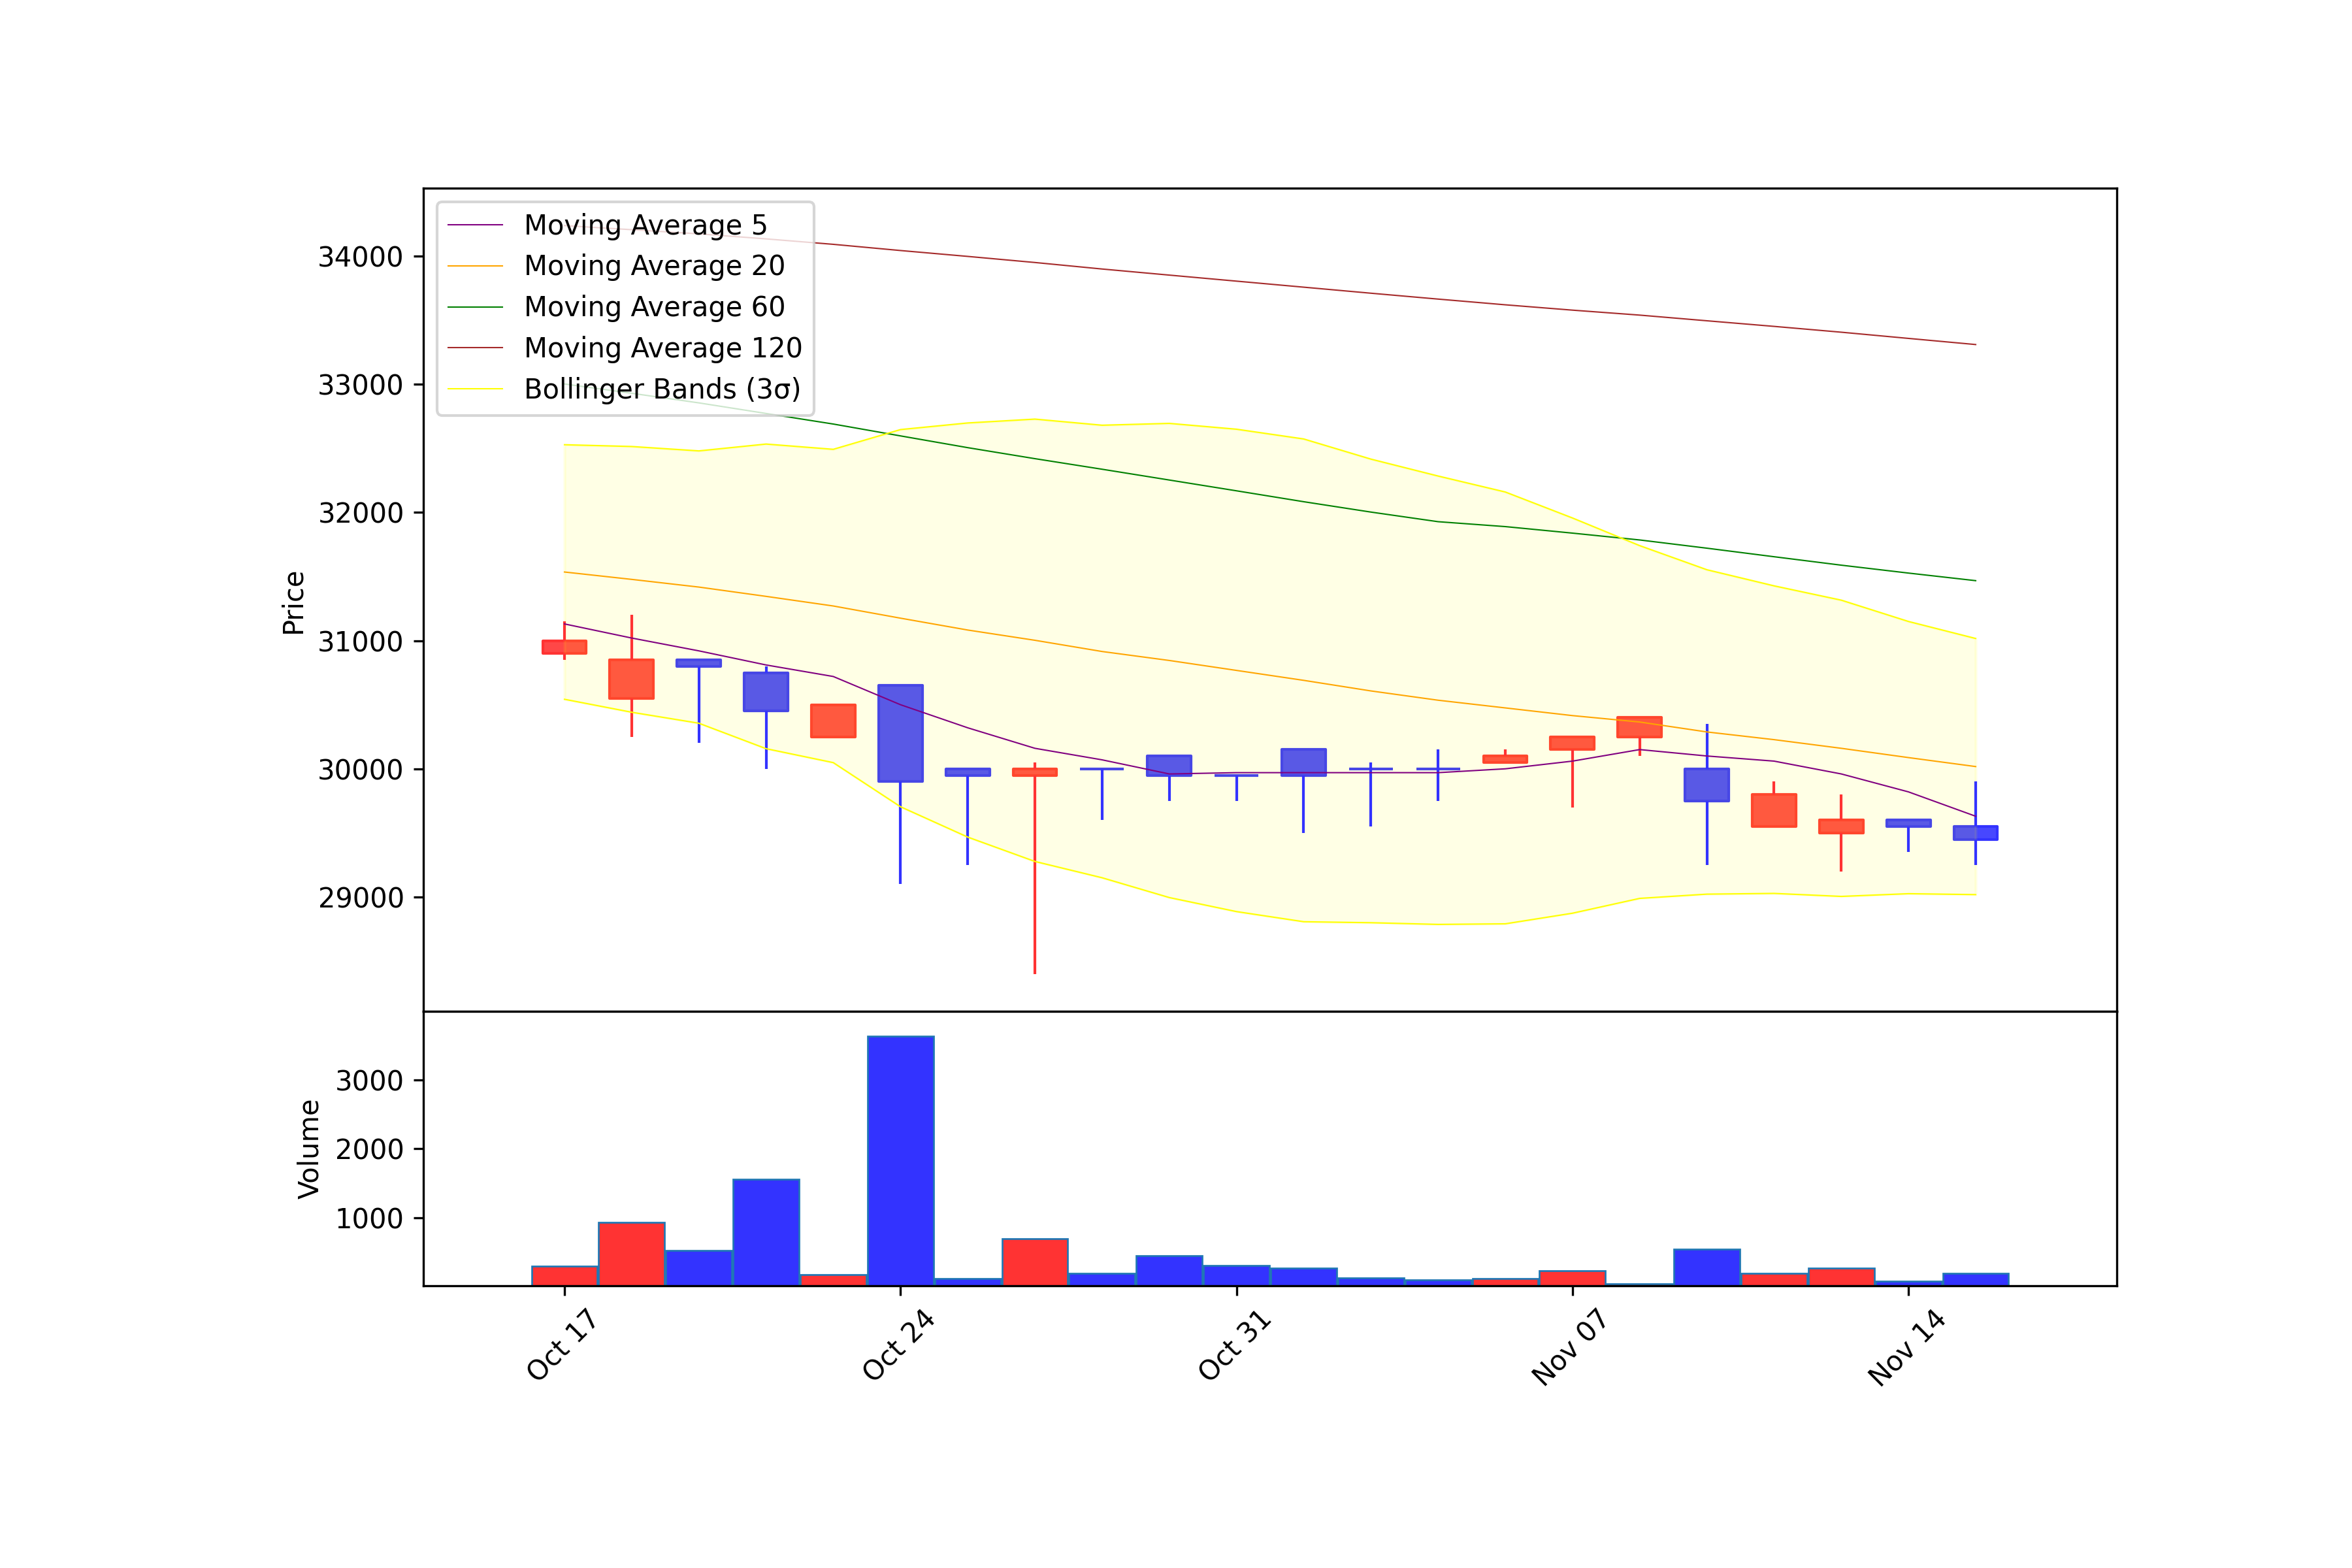 Moving Average 5
Moving Average 20
Moving Average 60
Moving Average 120
Bollinger Bands (3σ)
34000
33000
32000
31000
30000
29000
Price
3000
2000
1000
Volume
Oct 17
Oct 24
Oct 31
Nov 07
Nov 14